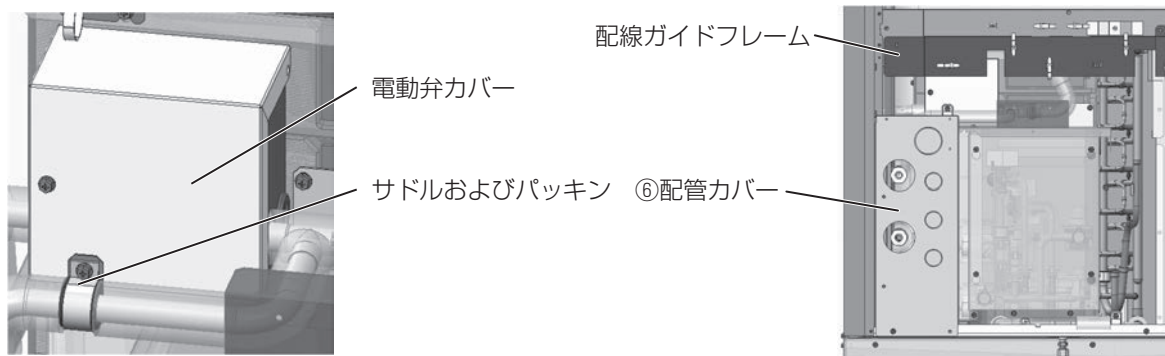 配線ガイドフレーム
電動弁カバー
サドルおよびパッキン
⑥配管カバー